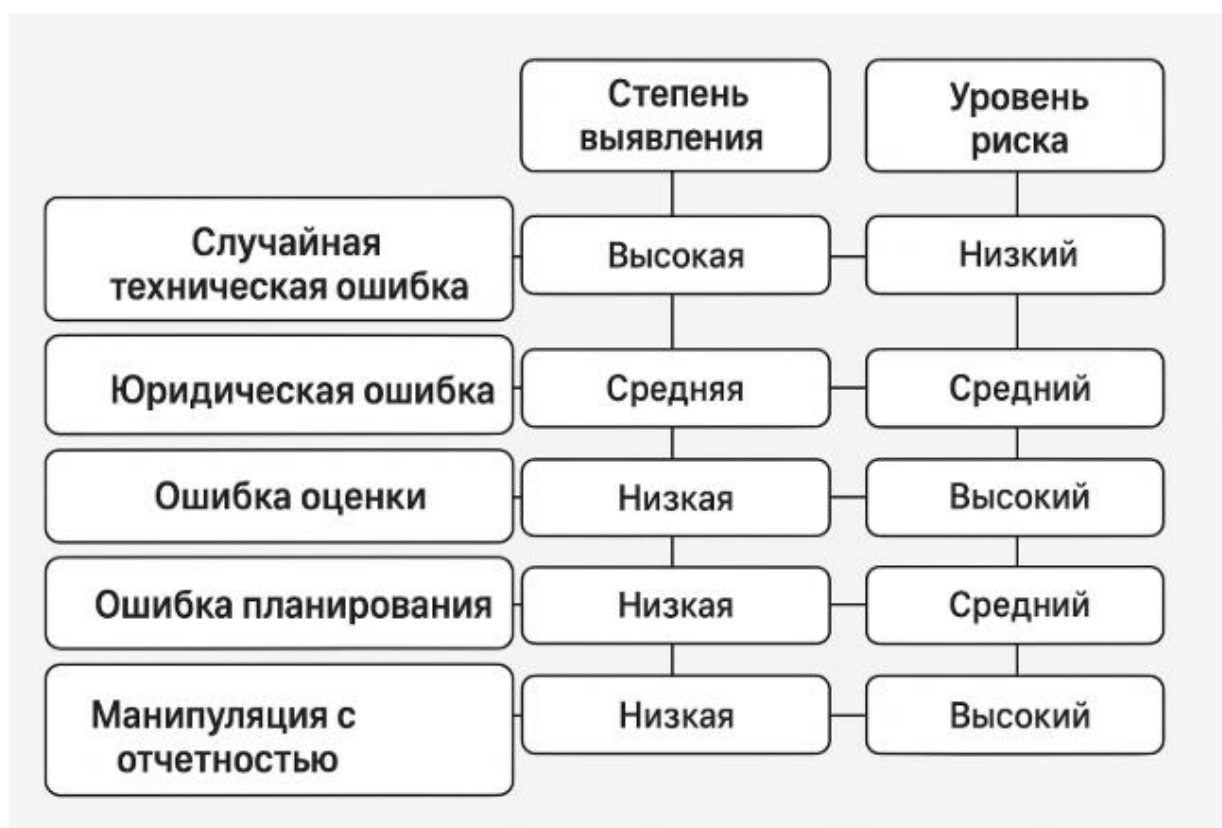 Степень
выявления
Уровень
риска
Случайная
техническая ошибка
Высокая
Низкий
Юридическая ошибка
Средняя
Средний
Ошибка оценки
Низкая
Высокий
Ошибка планирования
Низкая
Средний
Манипуляция с
отчетностью
Низкая
Высокий